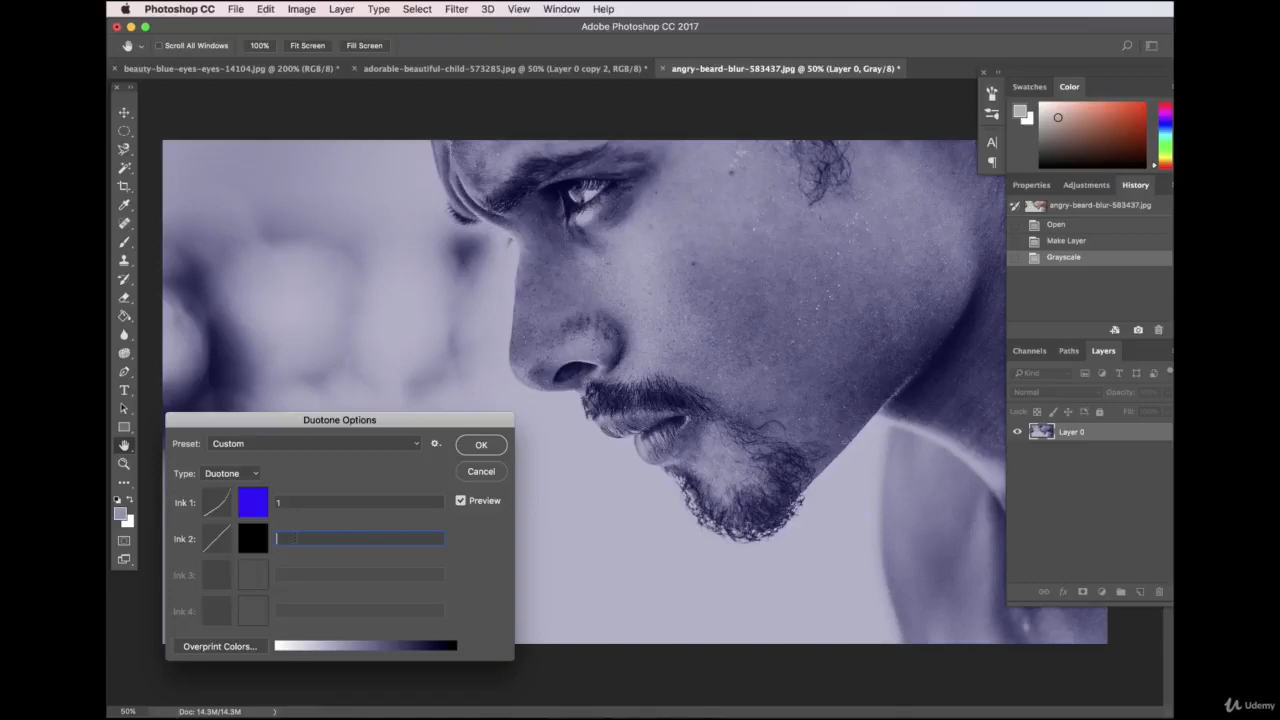 Photoshop CC File Edit Image Layer Type Select Filter 3D View Window Help
Adobe Photoshop CC 2017
Scroll All Windows 100% Fit Screen Fill Screen
beauty-blue-eyes-eyes-14104.jpg @ 200% (RGB/8) * adorable-beautiful-child-573285.jpg @ 50% (Layer 0 copy 2, RGB/8) * angry-beard-blur-583437.jpg @ 50% (Layer 0, Gray/8) *
Swatches Color
Properties Adjustments History
angry-beard-blur-583437.jpg
Open
Make Layer
Grayscale
Channels Paths Layers
Kind
Normal Opacity: 100%
Lock: Fill: 100%
Layer 0
Duotone Options
Preset: Custom OK
Type: Duotone Cancel
Ink 1: 1 Preview
Ink 2:
Ink 3:
Ink 4:
Overprint Colors...
50% Doc: 14.3M/14.3M
Udemy